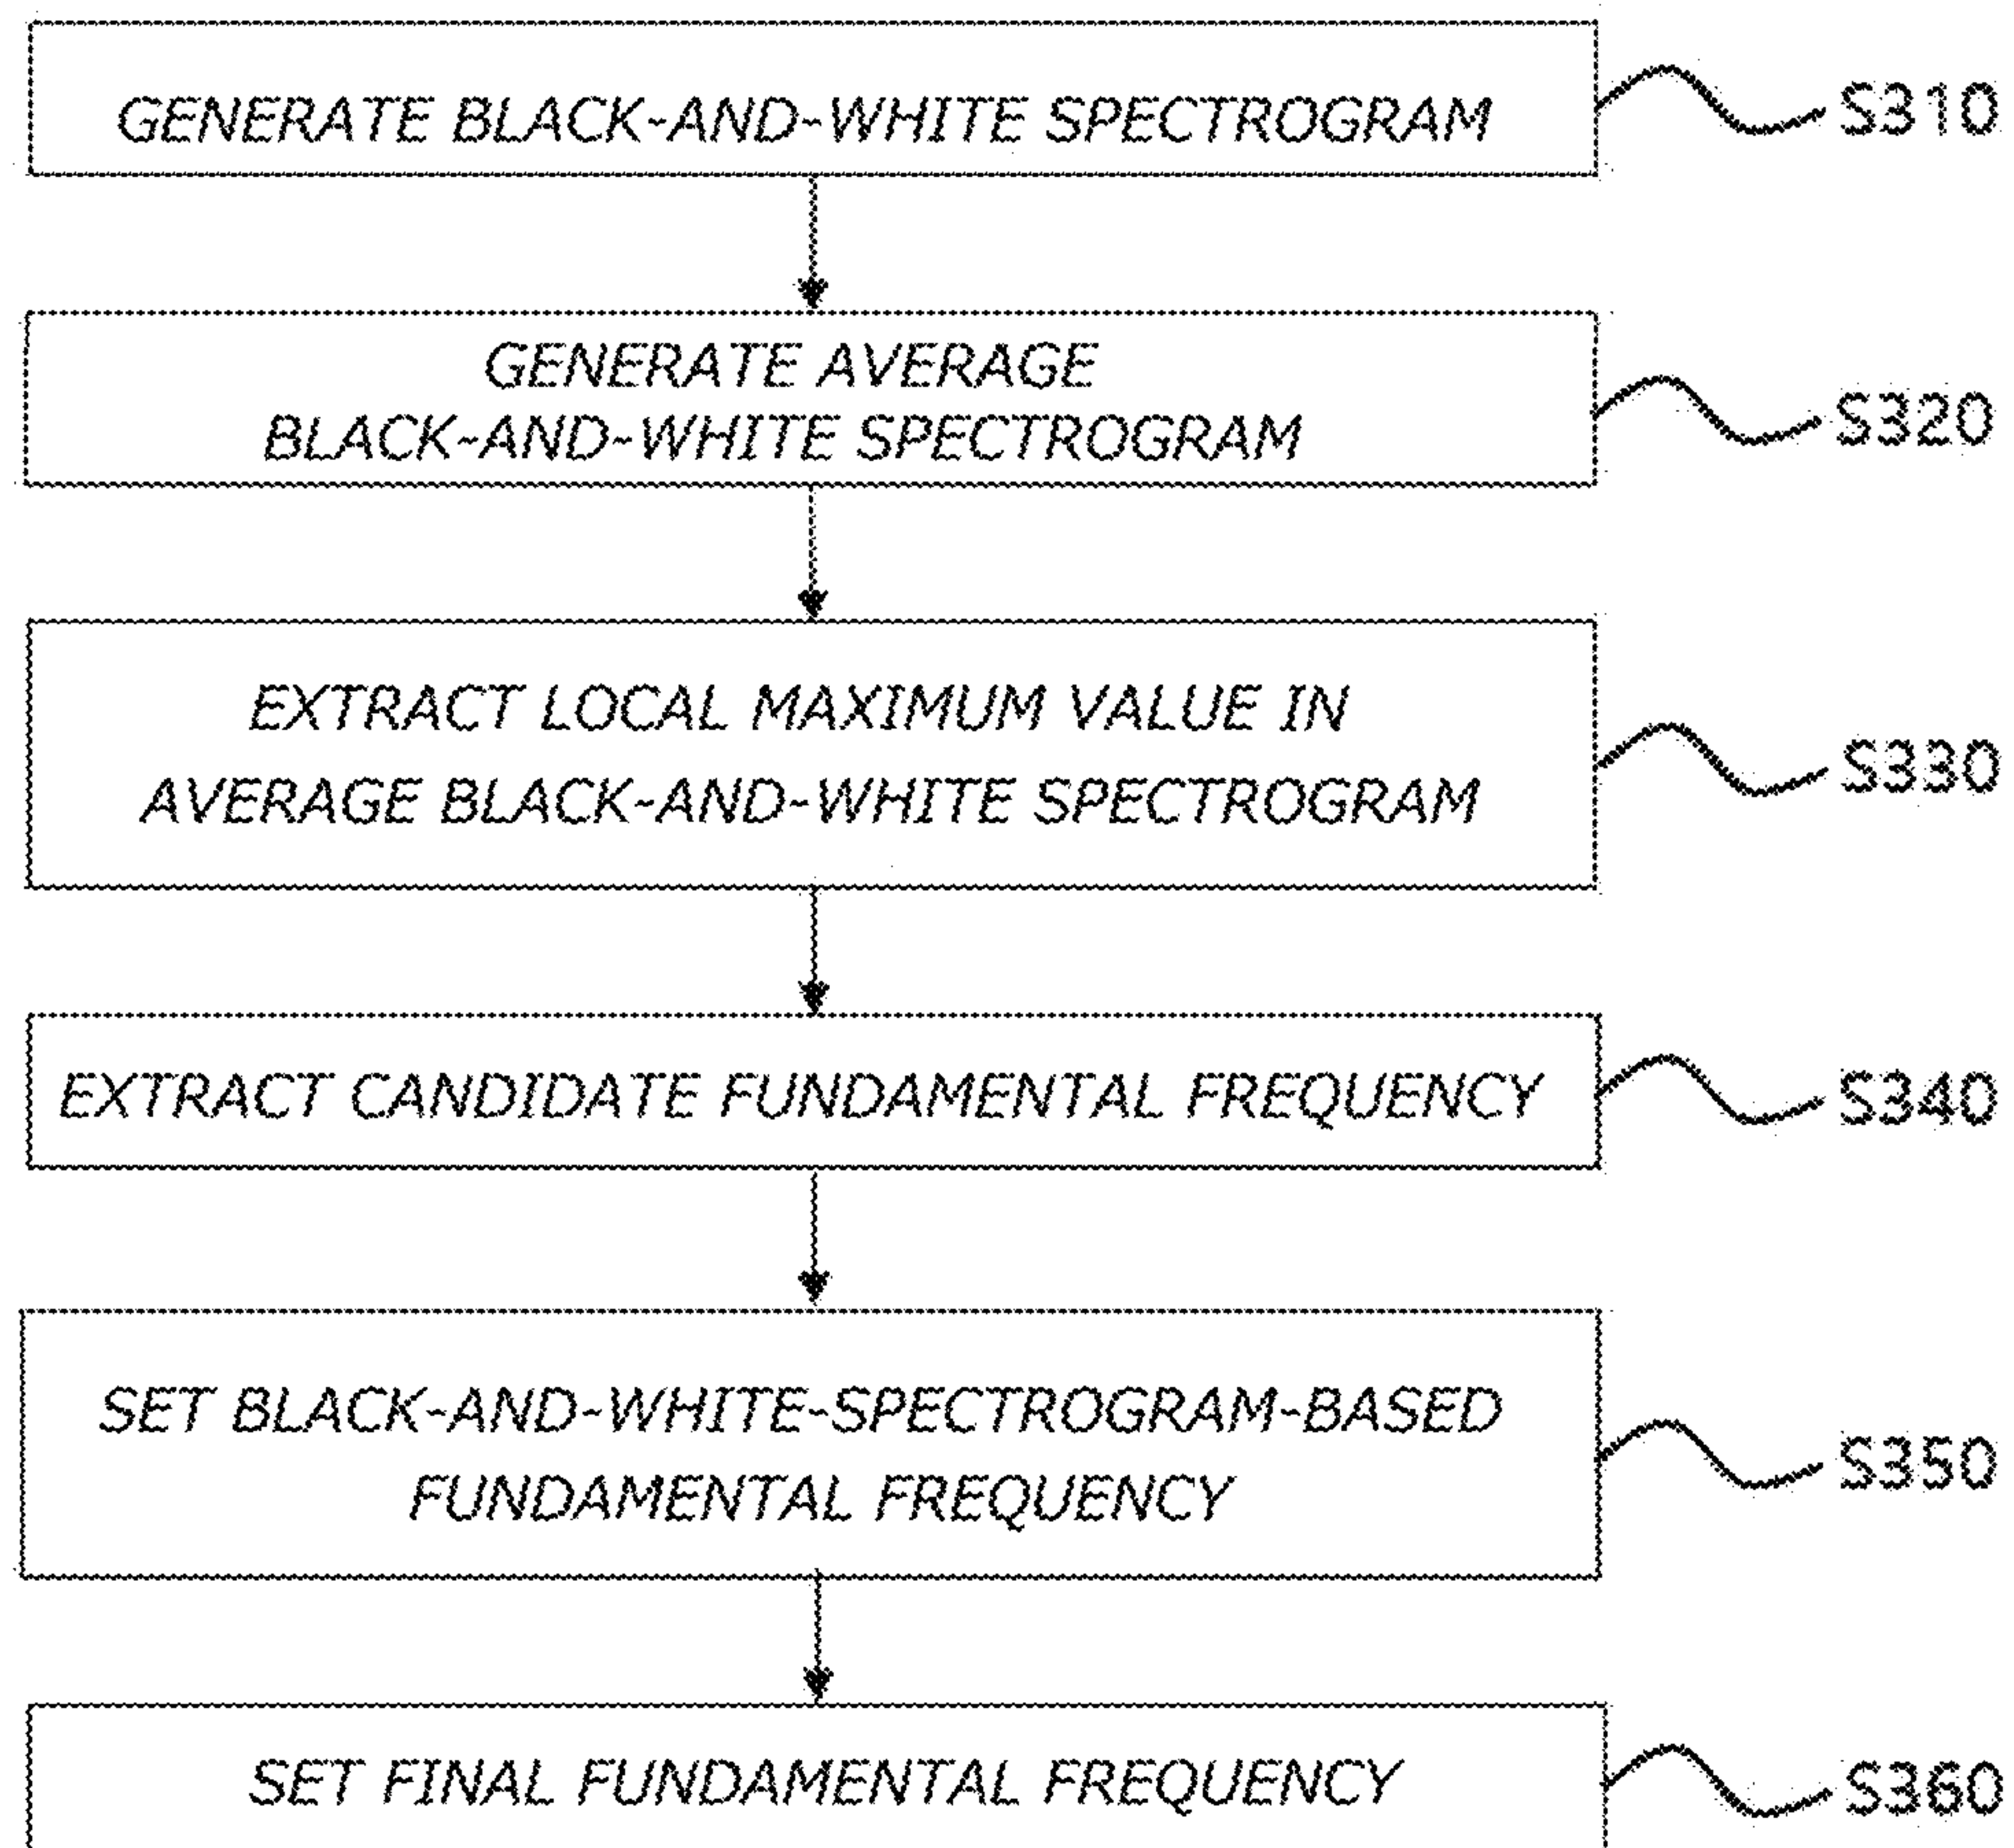 GENERATE BLACK-AND-WHITE SPECTROGRAM
S310
GENERATE AVERAGE
BLACK-AND-WHITE SPECTROGRAM
S320
EXTRACT LOCAL MAXIMUM VALUE IN
AVERAGE BLACK-AND-WHITE SPECTROGRAM
S330
EXTRACT CANDIDATE FUNDAMENTAL FREQUENCY
S340
SET BLACK-AND-WHITE-SPECTROGRAM-BASED
FUNDAMENTAL FREQUENCY
S350
SET FINAL FUNDAMENTAL FREQUENCY
S360